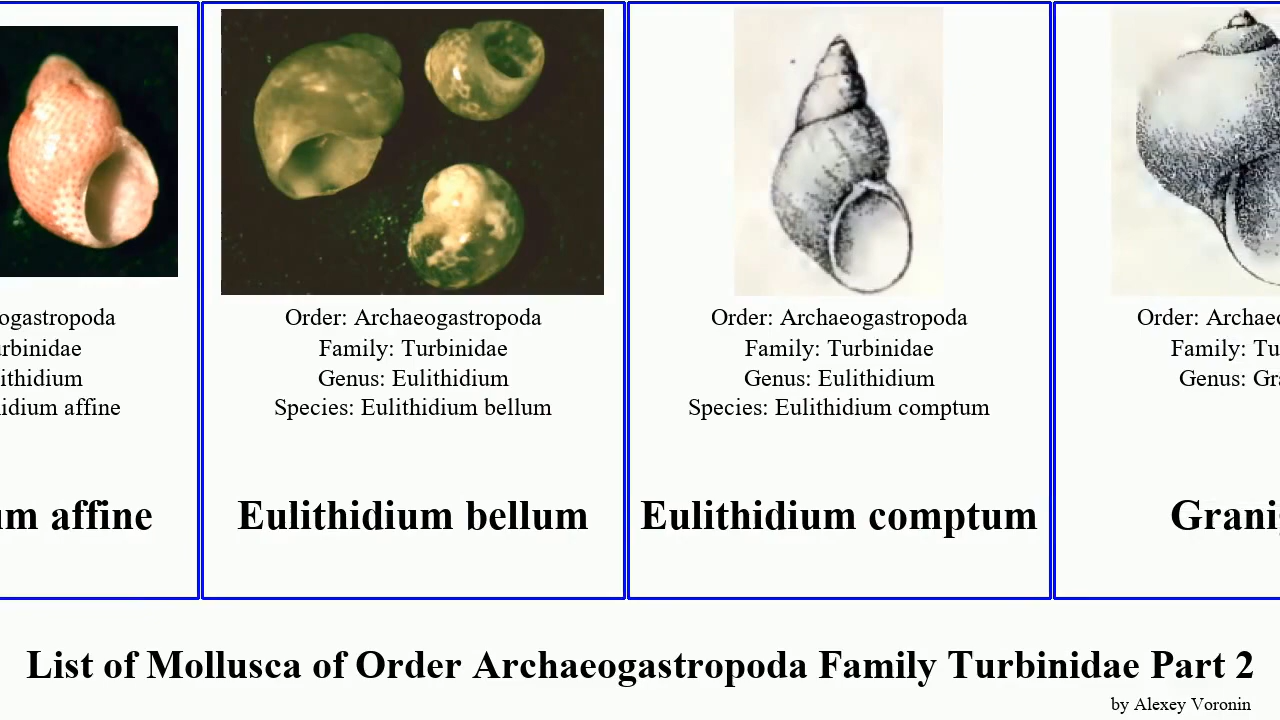 ogastropoda
rbinidae
ithidium
idium affine
um affine
Order: Archaeogastropoda
Family: Turbinidae
Genus: Eulithidium
Species: Eulithidium bellum
Eulithidium bellum
Order: Archaeogastropoda
Family: Turbinidae
Genus: Eulithidium
Species: Eulithidium comptum
Eulithidium comptum
Order: Archaeo
Family: Tu
Genus: Gra
Grani
List of Mollusca of Order Archaeogastropoda Family Turbinidae Part 2
by Alexey Voronin